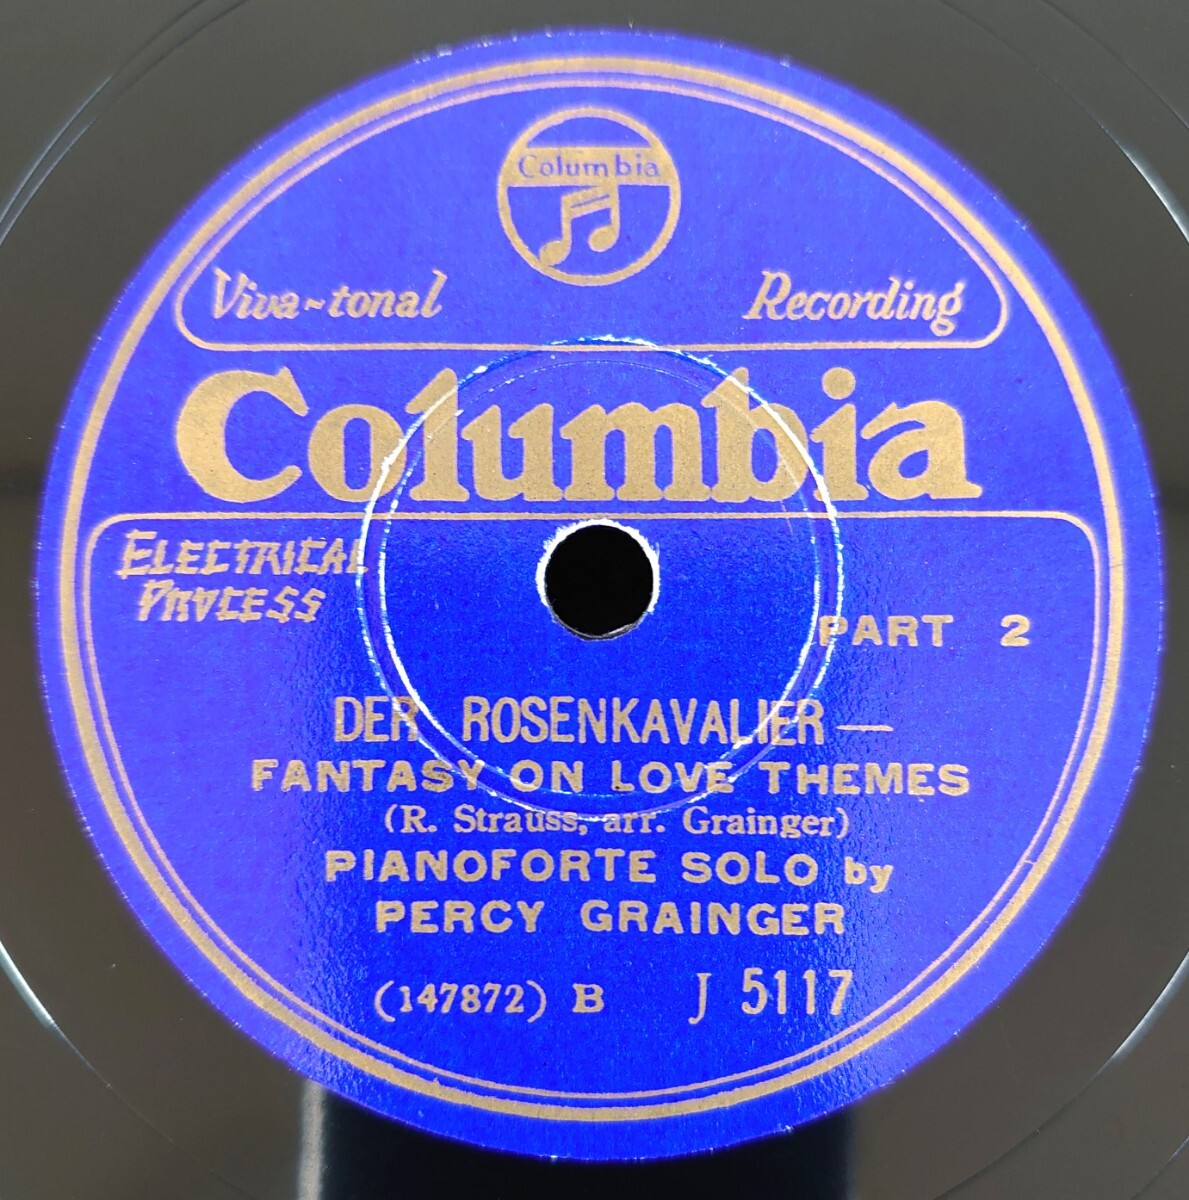 Columbia
Viva~tonal Recording
Columbia
ELECTRICAL
PROCESS
PART 2
DER ROSENKAVALIER —
FANTASY ON LOVE THEMES
(R. Strauss, arr. Grainger)
PIANOFORTE SOLO by
PERCY GRAINGER
(147872) B J 5117